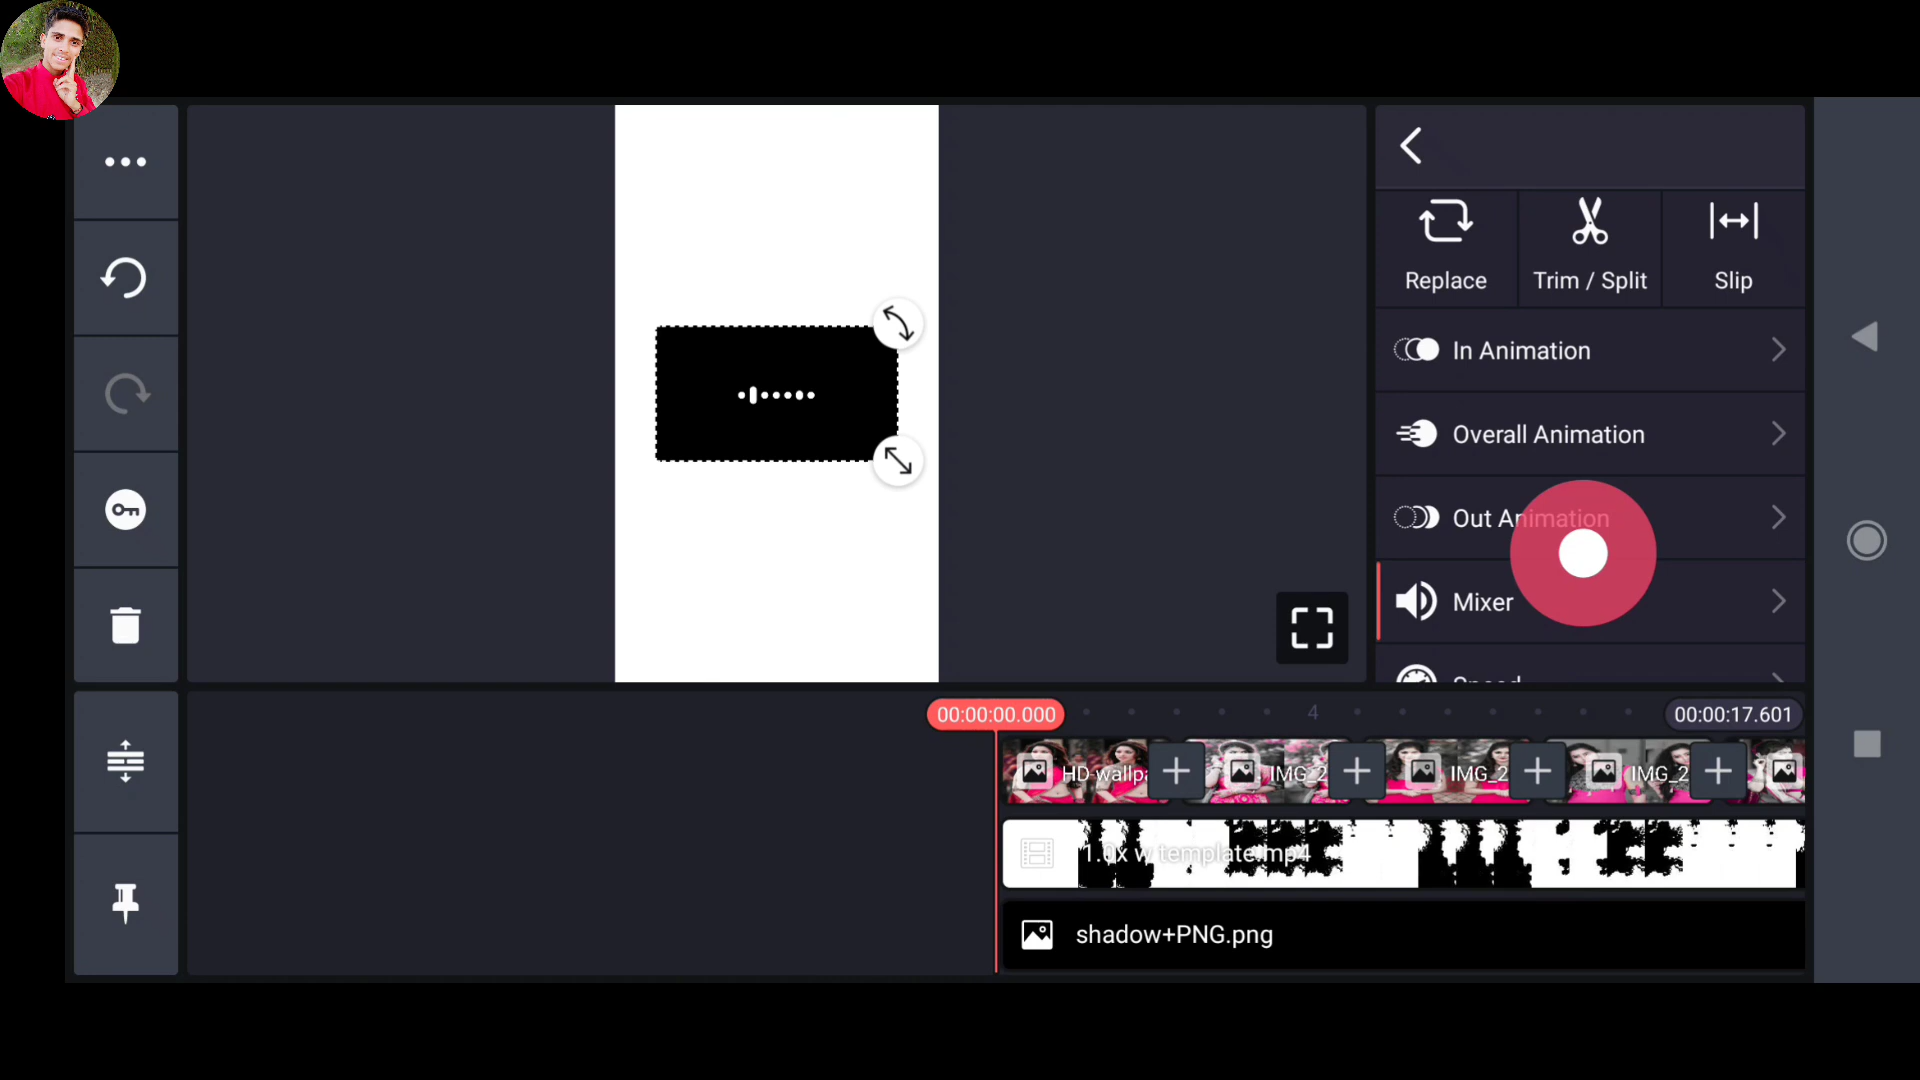 Replace
Trim / Split
Slip
In Animation
Overall Animation
Out Animation
Mixer
Speed
00:00:00.000
4
00:00:17.601
HD wallp
IMG_2
IMG_2
IMG_2
1.0x w template.mp4
shadow+PNG.png